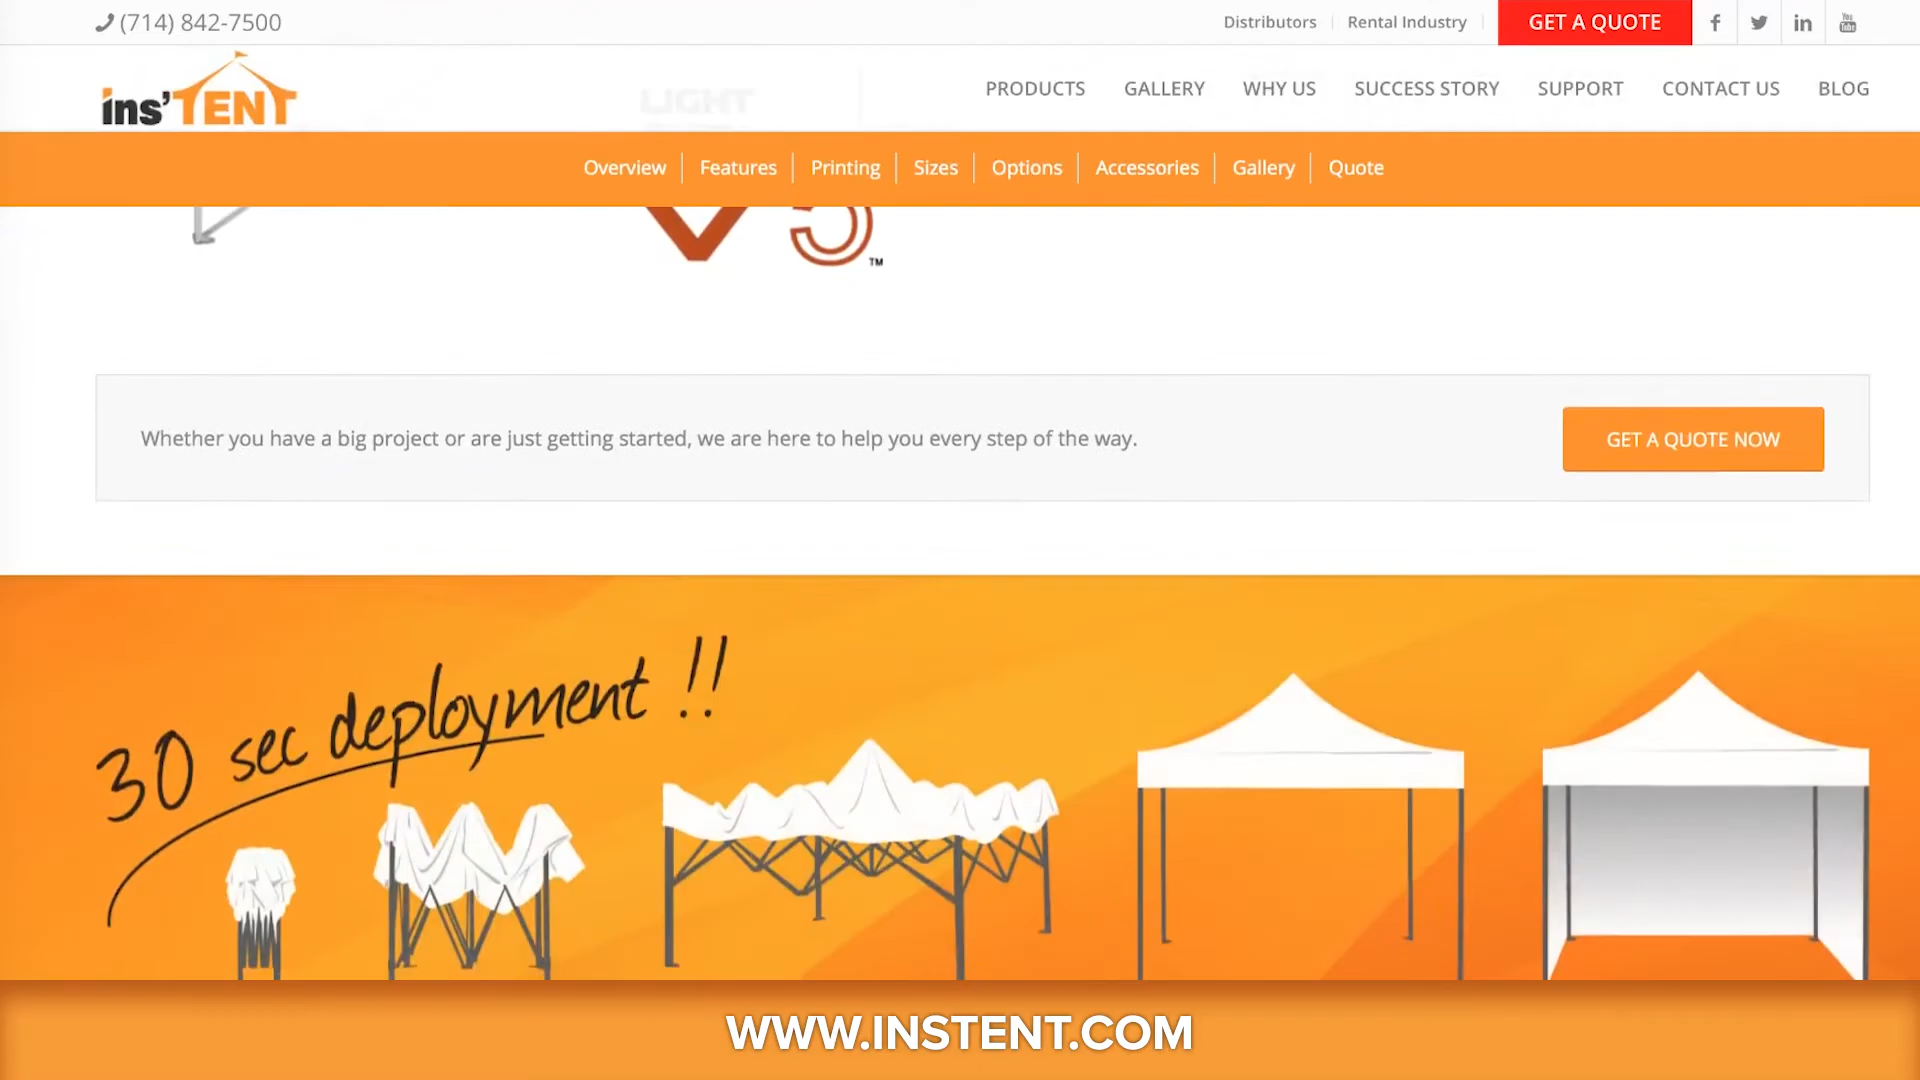 (714) 842-7500
Distributors
Rental Industry
GET A QUOTE
You Tube
ins'TENT
LIGHT
PRODUCTS
GALLERY
WHY US
SUCCESS STORY
SUPPORT
CONTACT US
BLOG
Overview
Features
Printing
Sizes
Options
Accessories
Gallery
Quote
V5™
Whether you have a big project or are just getting started, we are here to help you every step of the way.
GET A QUOTE NOW
30 sec deployment !!
WWW.INSTENT.COM